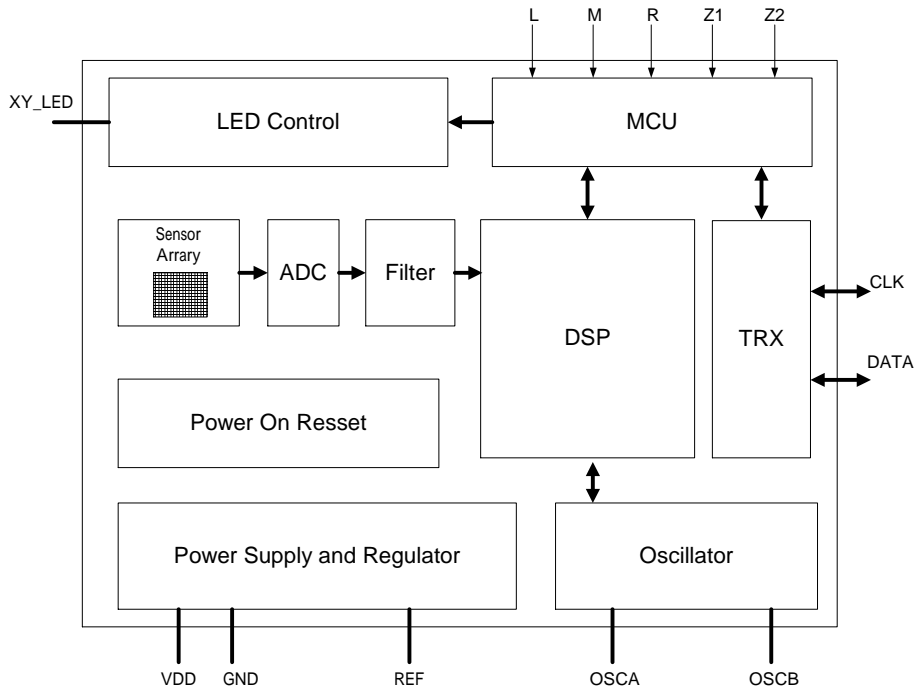 L M R Z1 Z2
XY_LED
LED Control
MCU
Sensor
Arrary
ADC
Filter
DSP
TRX
CLK
DATA
Power On Resset
Power Supply and Regulator
Oscillator
VDD GND REF OSCA OSCB